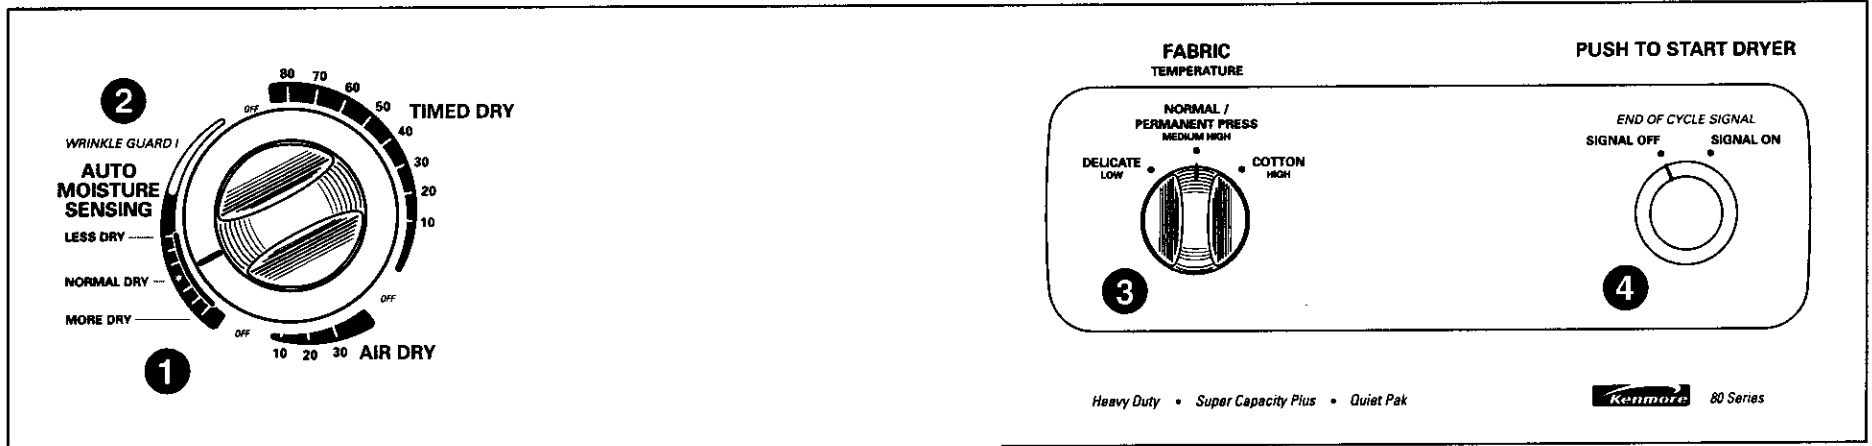 2
WRINKLE GUARD I
AUTO
MOISTURE
SENSING
LESS DRY
NORMAL DRY
MORE DRY
1
OFF
80
70
60
50
40
30
20
10
TIMED DRY
OFF
OFF
10
20
30
AIR DRY
FABRIC
TEMPERATURE
NORMAL /
PERMANENT PRESS
MEDIUM HIGH
DELICATE
LOW
COTTON
HIGH
3
PUSH TO START DRYER
END OF CYCLE SIGNAL
SIGNAL OFF
SIGNAL ON
4
Heavy Duty • Super Capacity Plus • Quiet Pak
Kenmore 80 Series